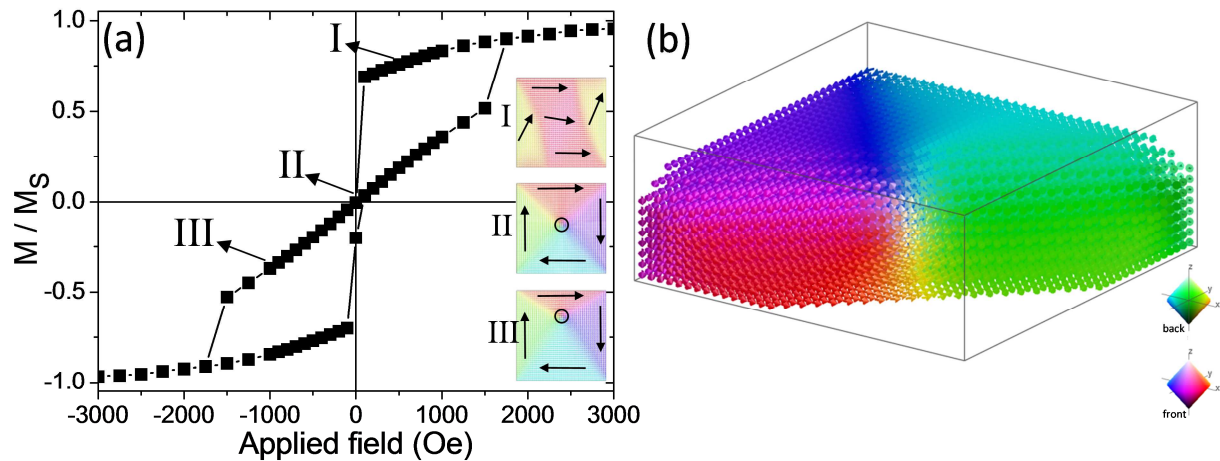 (a)
M / M_S
1.0
0.5
0.0
-0.5
-1.0
I
II
III
I
II
III
-3000 -2000 -1000 0 1000 2000 3000
Applied field (Oe)
(b)
z
y
x
back
z
y
x
front